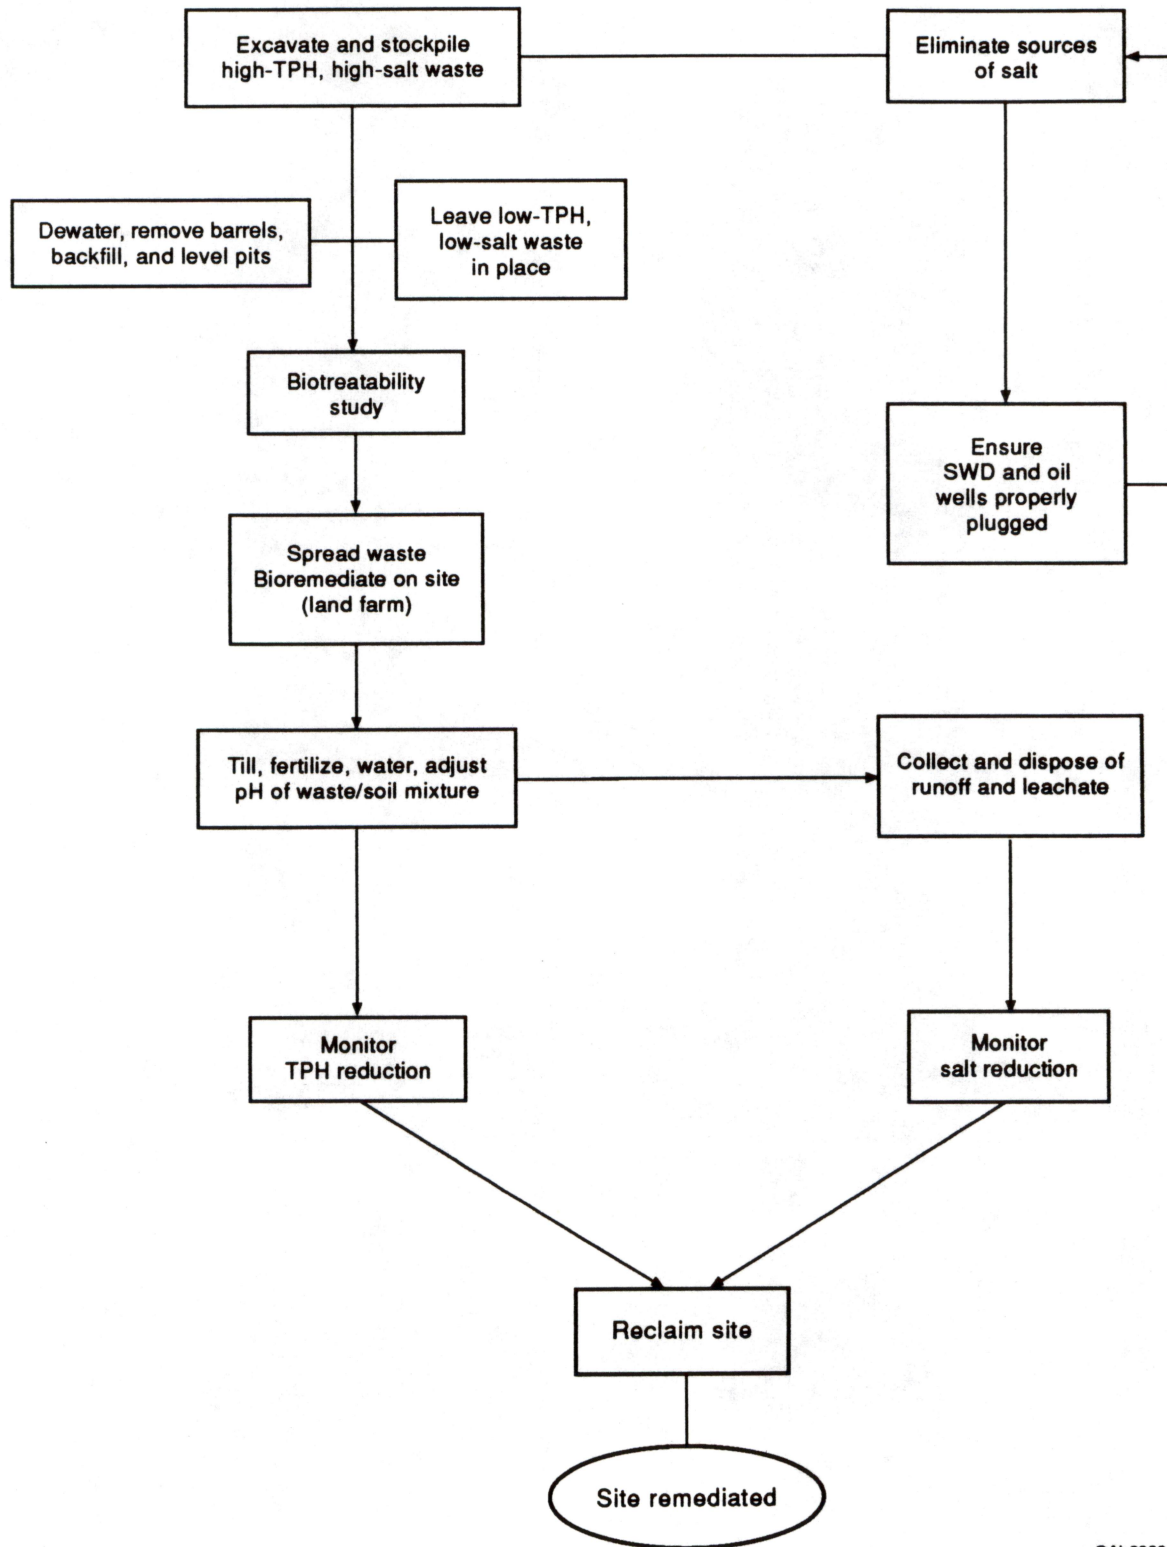 Excavate and stockpile
high-TPH, high-salt waste
Eliminate sources
of salt
Dewater, remove barrels,
backfill, and level pits
Leave low-TPH,
low-salt waste
in place
Biotreatability
study
Ensure
SWD and oil
wells properly
plugged
Spread waste
Bioremediate on site
(land farm)
Till, fertilize, water, adjust
pH of waste/soil mixture
Collect and dispose of
runoff and leachate
Monitor
TPH reduction
Monitor
salt reduction
Reclaim site
Site remediated